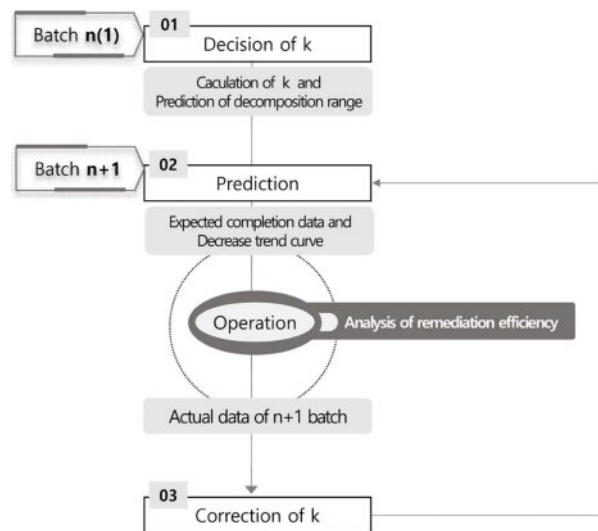 01
Batch n(1)
Decision of k
Caculation of k and
Prediction of decomposition range
02
Batch n+1
Prediction
Expected completion data and
Decrease trend curve
Operation
Analysis of remediation efficiency
Actual data of n+1 batch
03
Correction of k